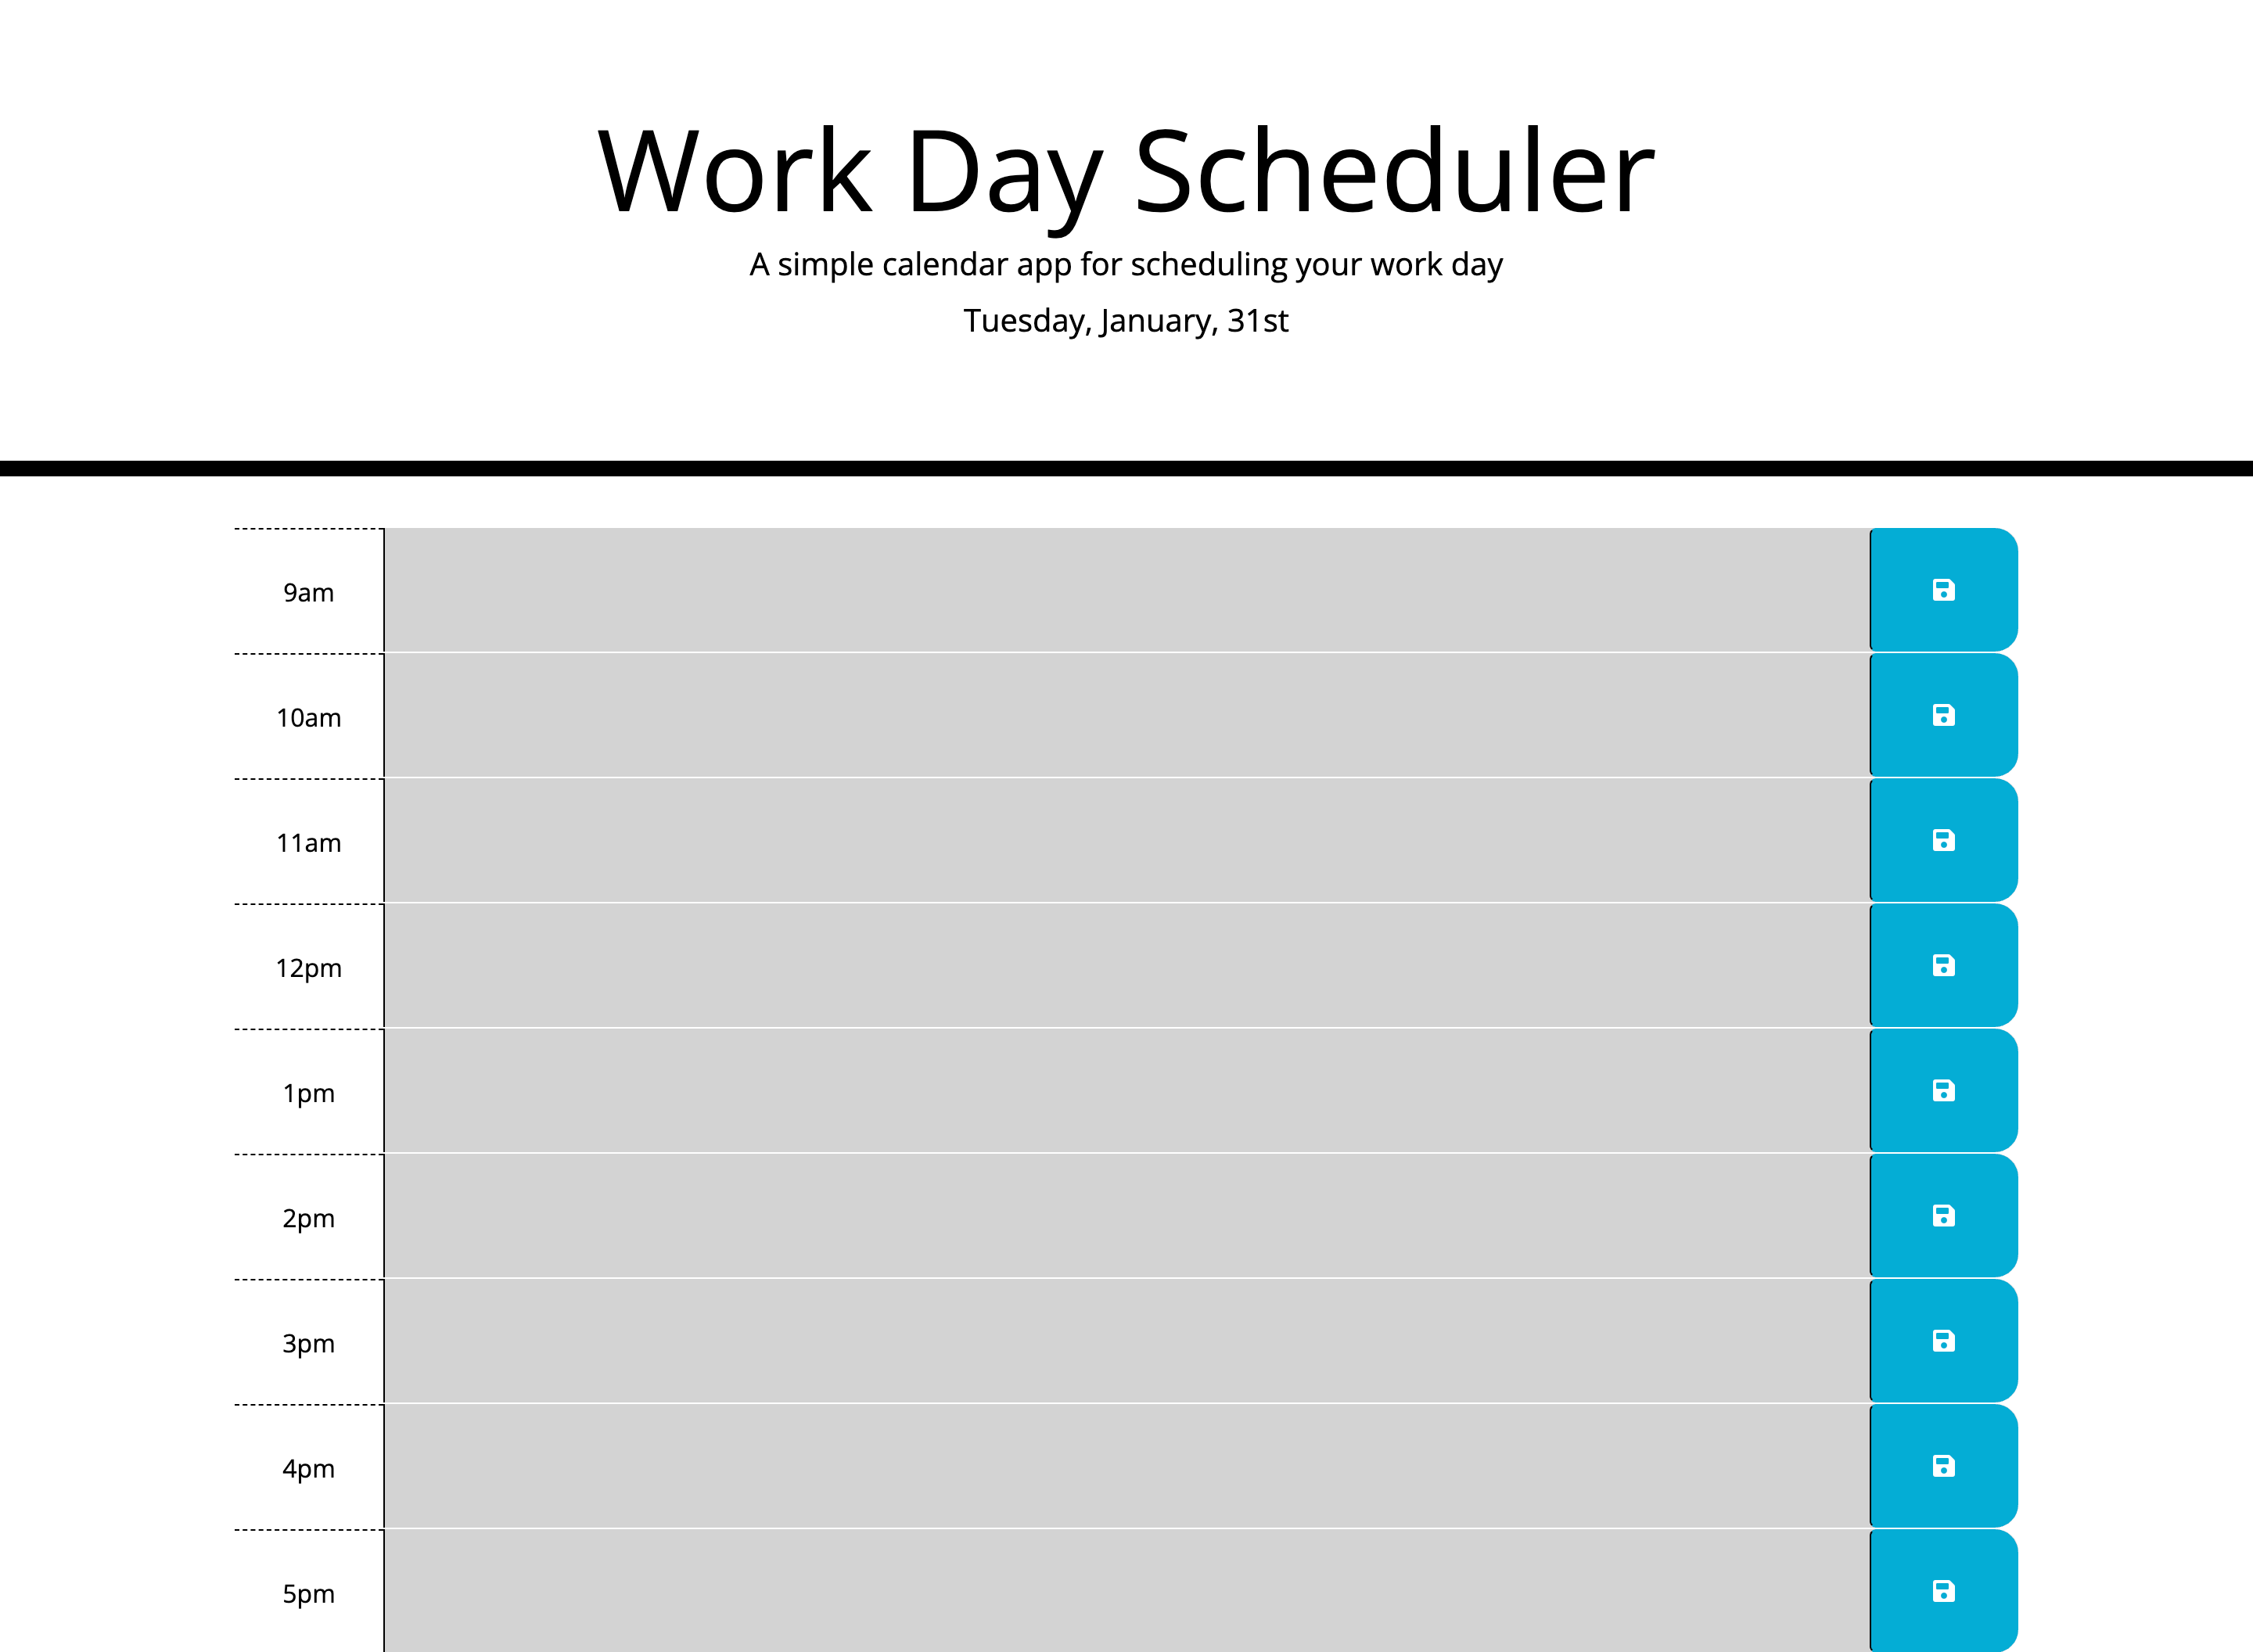 Work Day Scheduler
A simple calendar app for scheduling your work day
Tuesday, January, 31st
9am
10am
11am
12pm
1pm
2pm
3pm
4pm
5pm